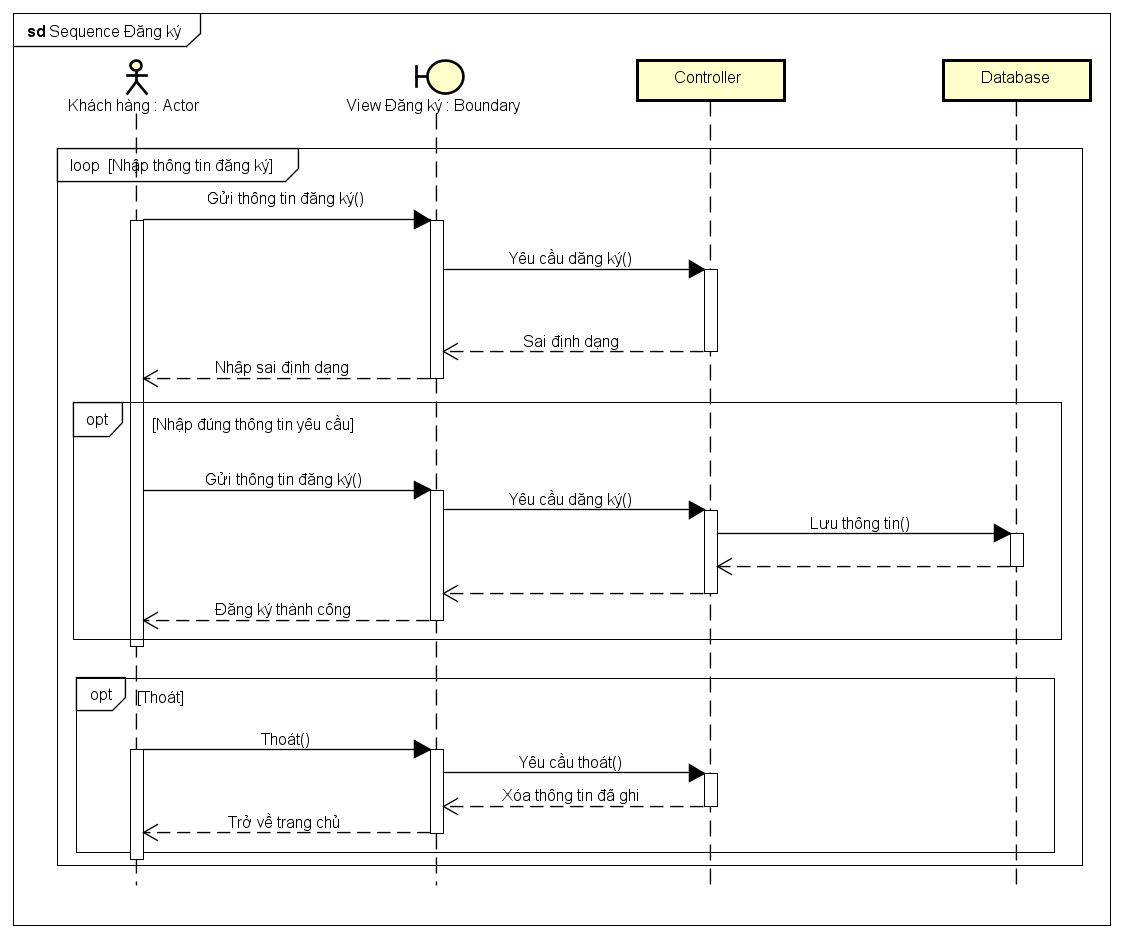 sd Sequence Đăng ký
Khách hàng : Actor
View Đăng ký : Boundary
Controller
Database
loop [Nhập thông tin đăng ký]
Gửi thông tin đăng ký()
Yêu cầu dăng ký()
Sai định dạng
Nhập sai định dạng
opt
[Nhập đúng thông tin yêu cầu]
Gửi thông tin đăng ký()
Yêu cầu dăng ký()
Lưu thông tin()
Đăng ký thành công
opt
[Thoát]
Thoát()
Yêu cầu thoát()
Xóa thông tin đã ghi
Trở về trang chủ